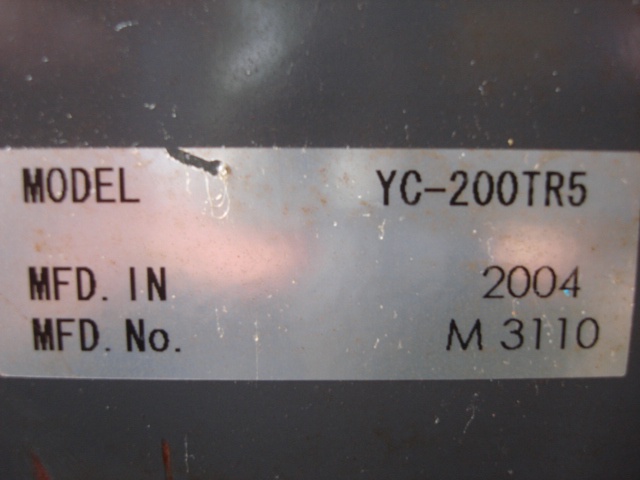 MODEL YC-200TR5
MFD. IN 2004
MFD. No. M 3110